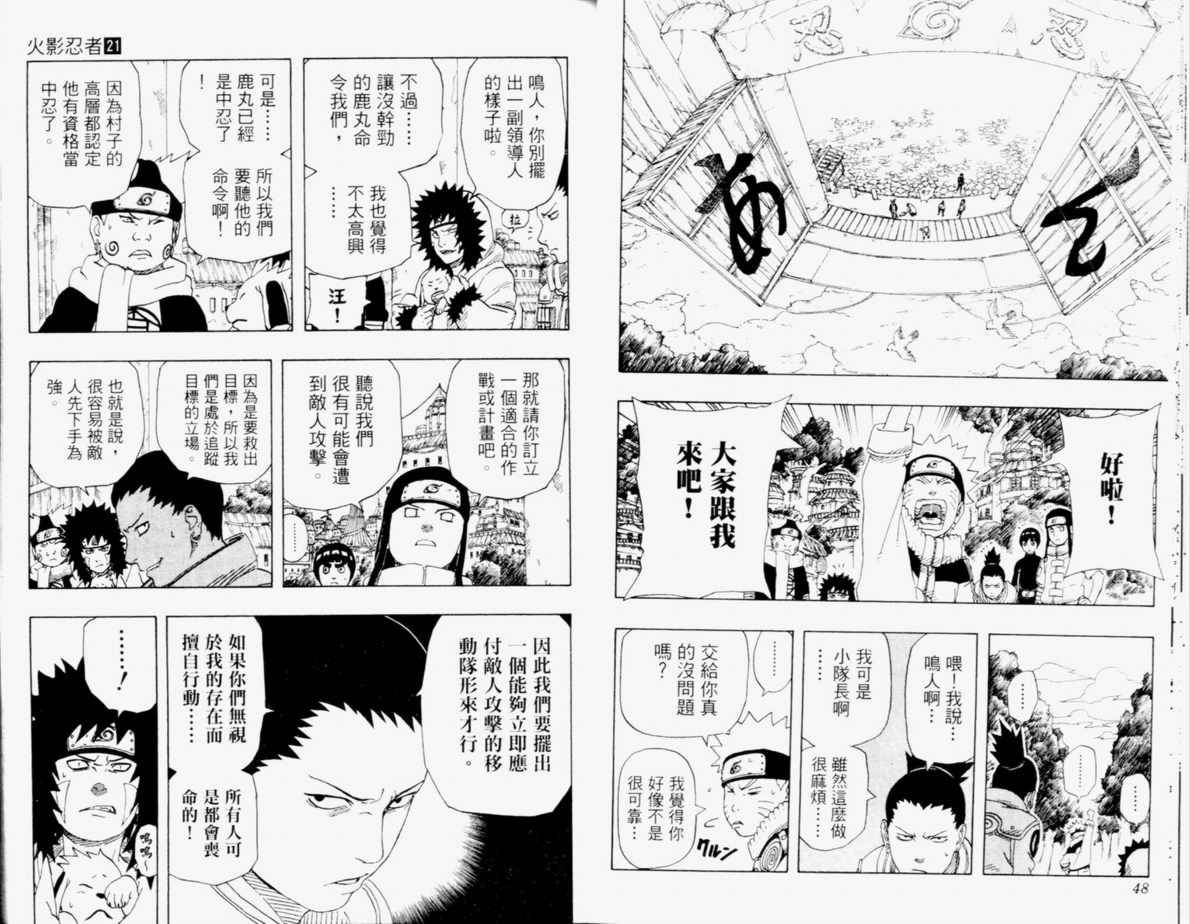 忍
忍
あ
ん
好啦！
大家跟我
來吧！
……
……
…
喂！我說
鳴人啊…
我可是
小隊長啊
……
雖然這麼做
很麻煩……
……
交給你真
的沒問題
嗎？
我覺得你
好像不是
很可靠…
クルン
48
火影忍者21
鳴人，你別擺
出一副領導人
的樣子啦。
拉
不過……
讓沒幹勁
的鹿丸命
令我們，
……
我也覺得
不太高興
汪！
可是……
鹿丸已經
是中忍了
！
所以我們
要聽他的
命令啊！
因為村子的
高層都認定
他有資格當
中忍了。
那就請你訂立
一個適合的作
戰或計畫吧。
聽說我們
很有可能會遭
到敵人攻擊。
……
因為是要救出
目標，所以我
們是處於追蹤
目標的立場。
也就是說，
很容易被敵
人先下手為
強。
因此我們要擺出
一個能夠立即應
付敵人攻擊的移
動隊形來才行。
如果你們無視
於我的存在而
擅自行動……
所有人可
是都會喪
命的！
……！
嗚嗚～